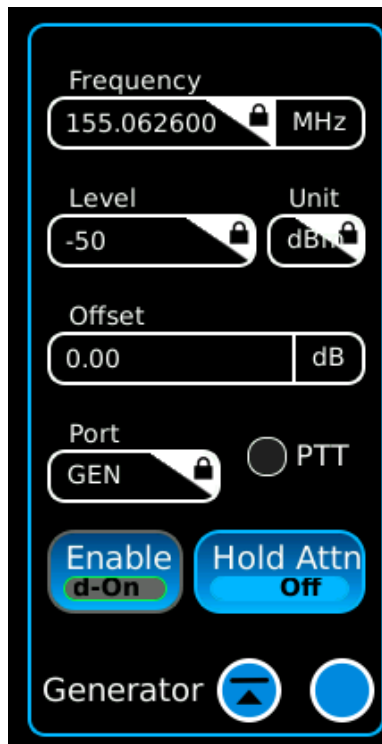 Frequency
155.062600 MHz
Level Unit
-50 dBm
Offset
0.00 dB
Port
GEN PTT
Enable Hold Attn
d-On Off
Generator